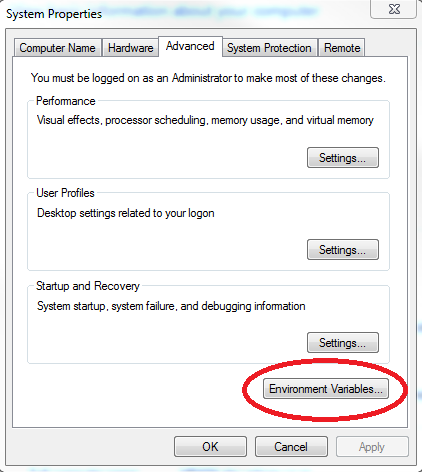 System Properties
Computer Name Hardware Advanced System Protection Remote
You must be logged on as an Administrator to make most of these changes.
Performance
Visual effects, processor scheduling, memory usage, and virtual memory
Settings...
User Profiles
Desktop settings related to your logon
Settings...
Startup and Recovery
System startup, system failure, and debugging information
Settings...
Environment Variables...
OK Cancel Apply